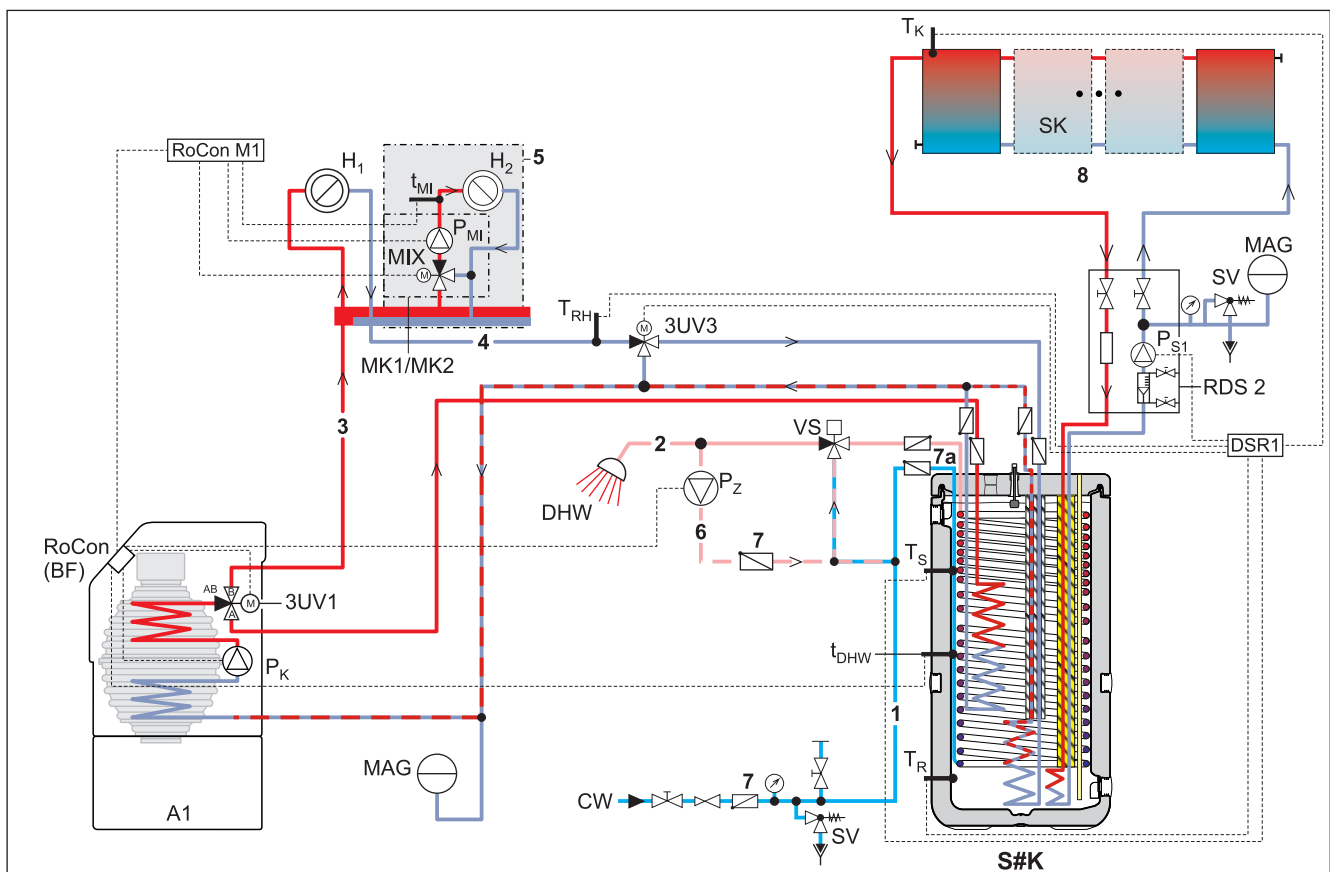 T_K
SK
8
RoCon M1
H_1
t_MI
H_2
5
P_MI
MIX
M
MAG
SV
T_RH
M
3UV3
4
MK1/MK2
P_S1
RDS 2
3
VS
2
7a
DSR1
DHW
P_Z
6
7
RoCon
(BF)
T_S
AB
B
A
M
3UV1
t_DHW
P_K
1
MAG
T_R
7
CW
SV
A1
S#K